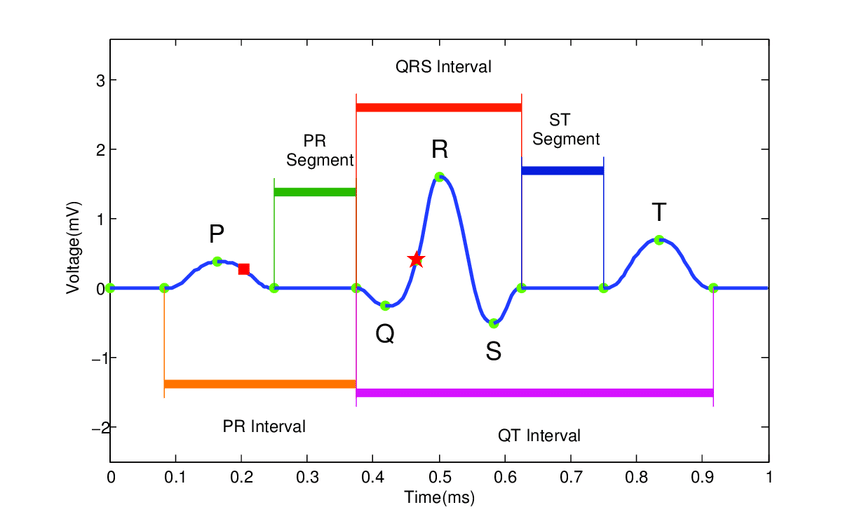 QRS Interval
3
ST
Segment
PR
Segment
R
2
P
T
1
Voltage(mV)
0
Q
S
−1
PR Interval
QT Interval
−2
0 0.1 0.2 0.3 0.4 0.5 0.6 0.7 0.8 0.9 1
Time(ms)